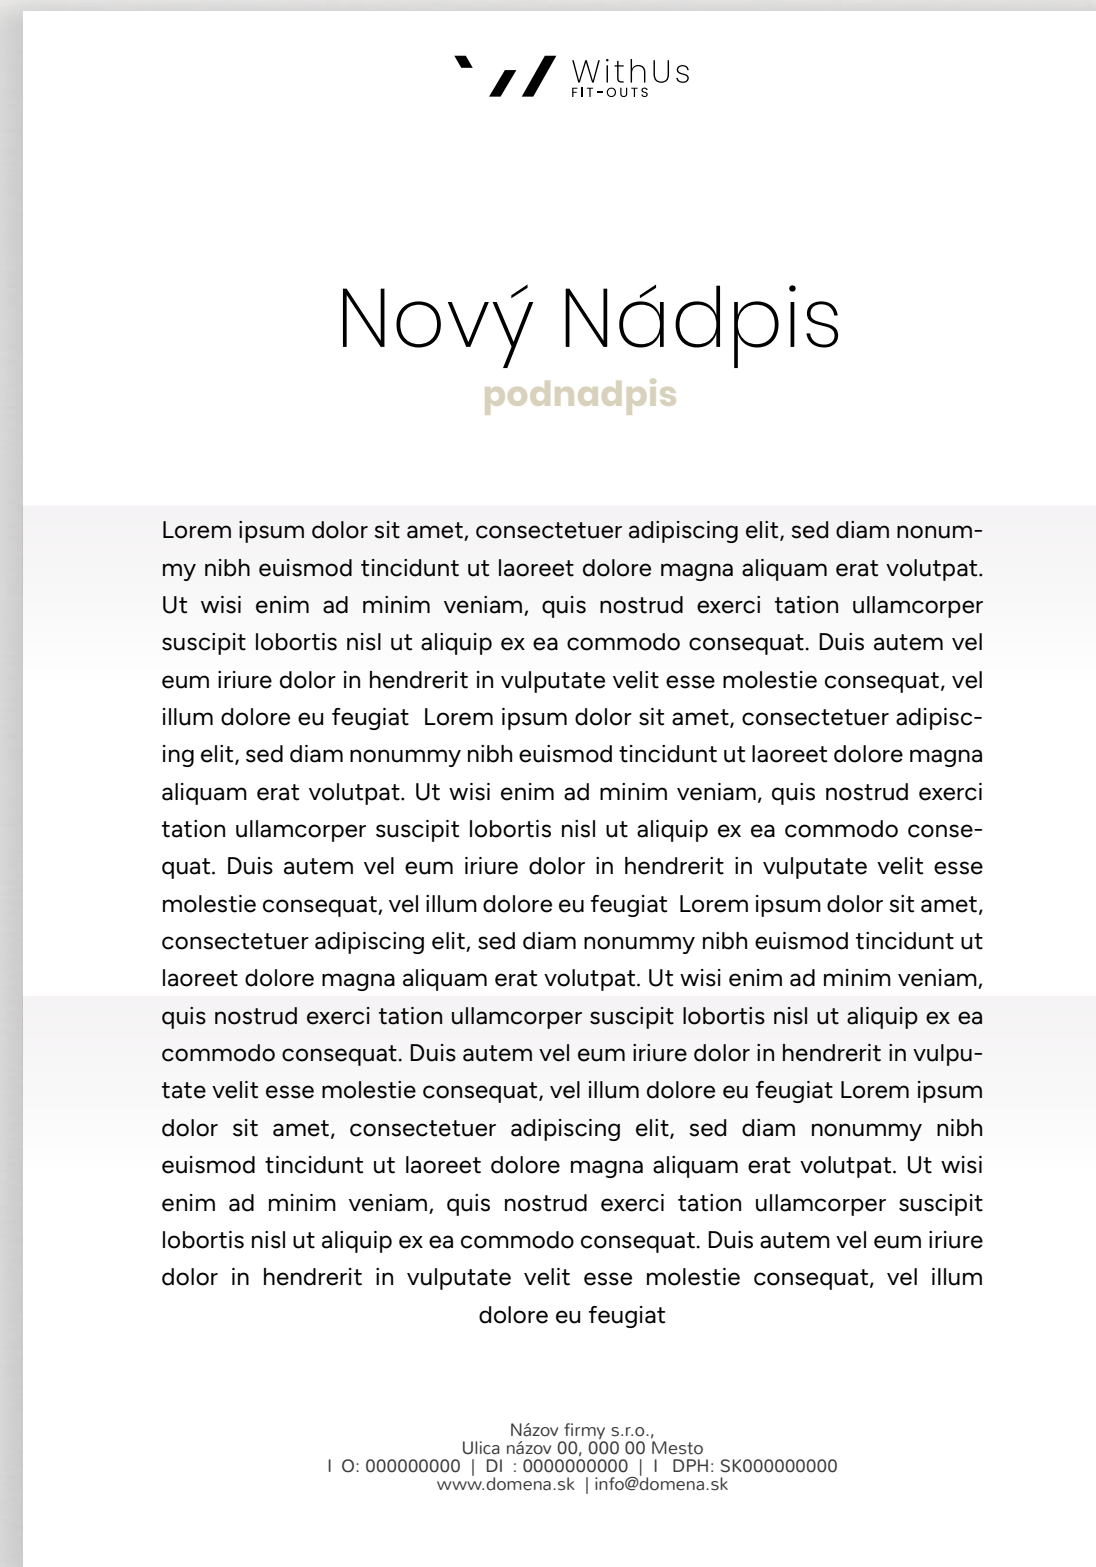 WithUs
FIT-OUTS
Nový Nádpis
podnadpis
Lorem ipsum dolor sit amet, consectetuer adipiscing elit, sed diam nonum-
my nibh euismod tincidunt ut laoreet dolore magna aliquam erat volutpat.
Ut wisi enim ad minim veniam, quis nostrud exerci tation ullamcorper
suscipit lobortis nisl ut aliquip ex ea commodo consequat. Duis autem vel
eum iriure dolor in hendrerit in vulputate velit esse molestie consequat, vel
illum dolore eu feugiat  Lorem ipsum dolor sit amet, consectetuer adipisc-
ing elit, sed diam nonummy nibh euismod tincidunt ut laoreet dolore magna
aliquam erat volutpat. Ut wisi enim ad minim veniam, quis nostrud exerci
tation ullamcorper suscipit lobortis nisl ut aliquip ex ea commodo conse-
quat. Duis autem vel eum iriure dolor in hendrerit in vulputate velit esse
molestie consequat, vel illum dolore eu feugiat  Lorem ipsum dolor sit amet,
consectetuer adipiscing elit, sed diam nonummy nibh euismod tincidunt ut
laoreet dolore magna aliquam erat volutpat. Ut wisi enim ad minim veniam,
quis nostrud exerci tation ullamcorper suscipit lobortis nisl ut aliquip ex ea
commodo consequat. Duis autem vel eum iriure dolor in hendrerit in vulpu-
tate velit esse molestie consequat, vel illum dolore eu feugiat Lorem ipsum
dolor sit amet, consectetuer adipiscing elit, sed diam nonummy nibh
euismod tincidunt ut laoreet dolore magna aliquam erat volutpat. Ut wisi
enim ad minim veniam, quis nostrud exerci tation ullamcorper suscipit
lobortis nisl ut aliquip ex ea commodo consequat. Duis autem vel eum iriure
dolor in hendrerit in vulputate velit esse molestie consequat, vel illum
dolore eu feugiat
Názov firmy s.r.o.,
Ulica názov 00, 000 00 Mesto
I O: 000000000 | DI : 0000000000 | I DPH: SK000000000
www.domena.sk | info@domena.sk